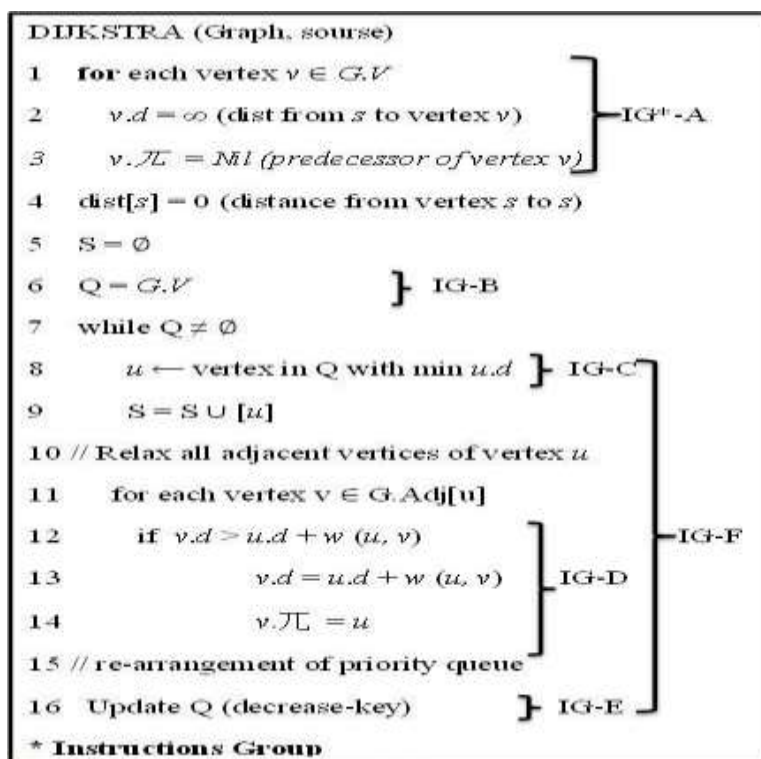 DIJKSTRA (Graph, sourse)
1 for each vertex v ∈ G.V
2 v.d = ∞ (dist from s to vertex v)
IG*-A
3 v.π = Nil (predecessor of vertex v)
4 dist[s] = 0 (distance from vertex s to s)
5 S = ∅
6 Q = G.V IG-B
7 while Q ≠ ∅
8 u ← vertex in Q with min u.d IG-C
9 S = S ∪ [u]
10 // Relax all adjacent vertices of vertex u
11 for each vertex v ∈ G.Adj[u]
12 if v.d > u.d + w (u, v) IG-F
13 v.d = u.d + w (u, v) IG-D
14 v.π = u
15 // re-arrangement of priority queue
16 Update Q (decrease-key) IG-E
* Instructions Group